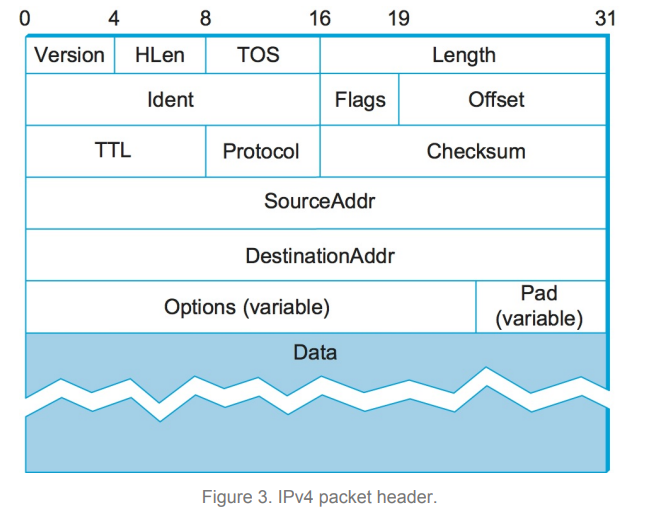 0 4 8 16 19 31
Version HLen TOS Length
Ident Flags Offset
TTL Protocol Checksum
SourceAddr
DestinationAddr
Options (variable) Pad
(variable)
Data
Figure 3. IPv4 packet header.